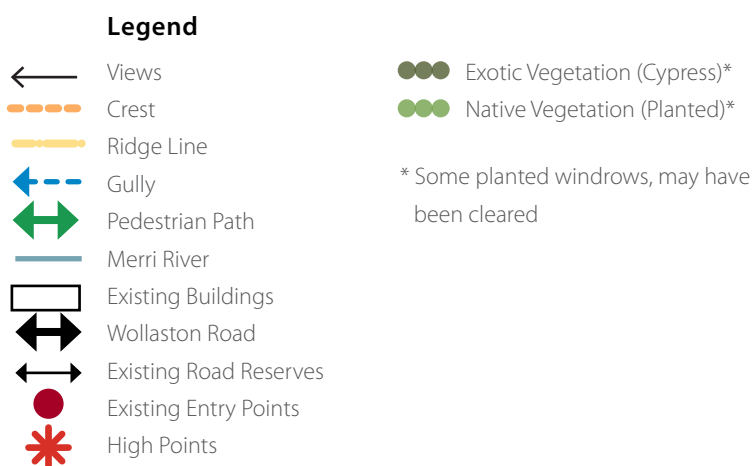 Legend
Views
Crest
Ridge Line
Gully
Pedestrian Path
Merri River
Existing Buildings
Wollaston Road
Existing Road Reserves
Existing Entry Points
High Points
Exotic Vegetation (Cypress)*
Native Vegetation (Planted)*
* Some planted windrows, may have
been cleared